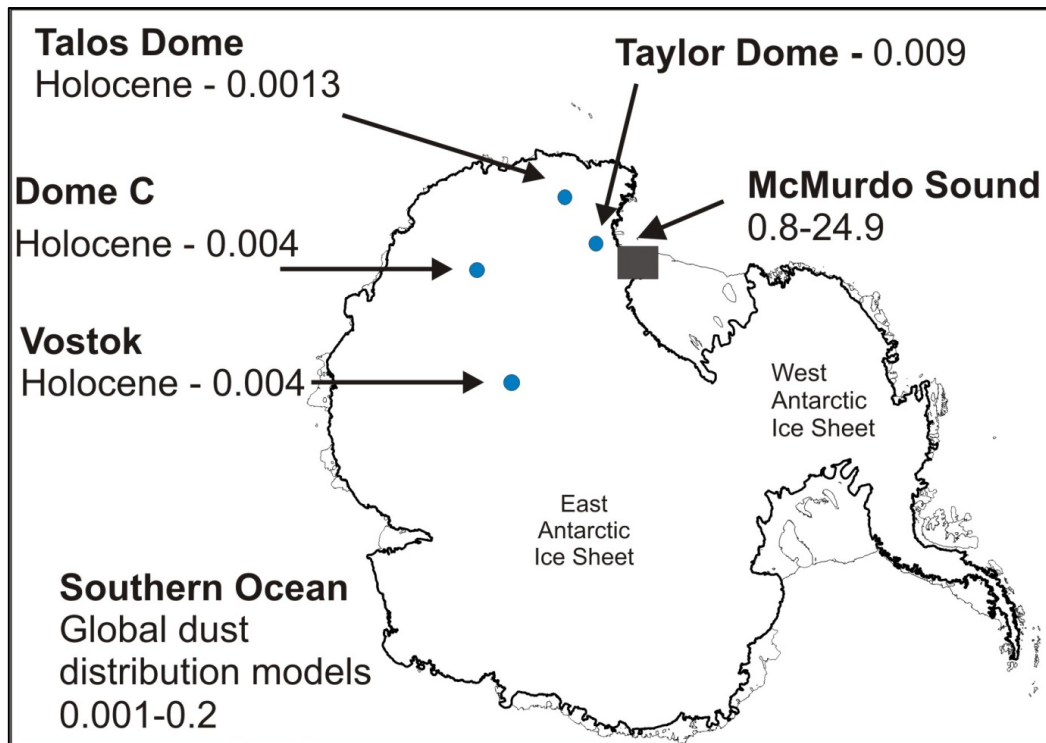 Talos Dome
Holocene - 0.0013
Taylor Dome - 0.009
Dome C
Holocene - 0.004
McMurdo Sound
0.8-24.9
Vostok
Holocene - 0.004
West
Antarctic
Ice Sheet
East
Antarctic
Ice Sheet
Southern Ocean
Global dust
distribution models
0.001-0.2